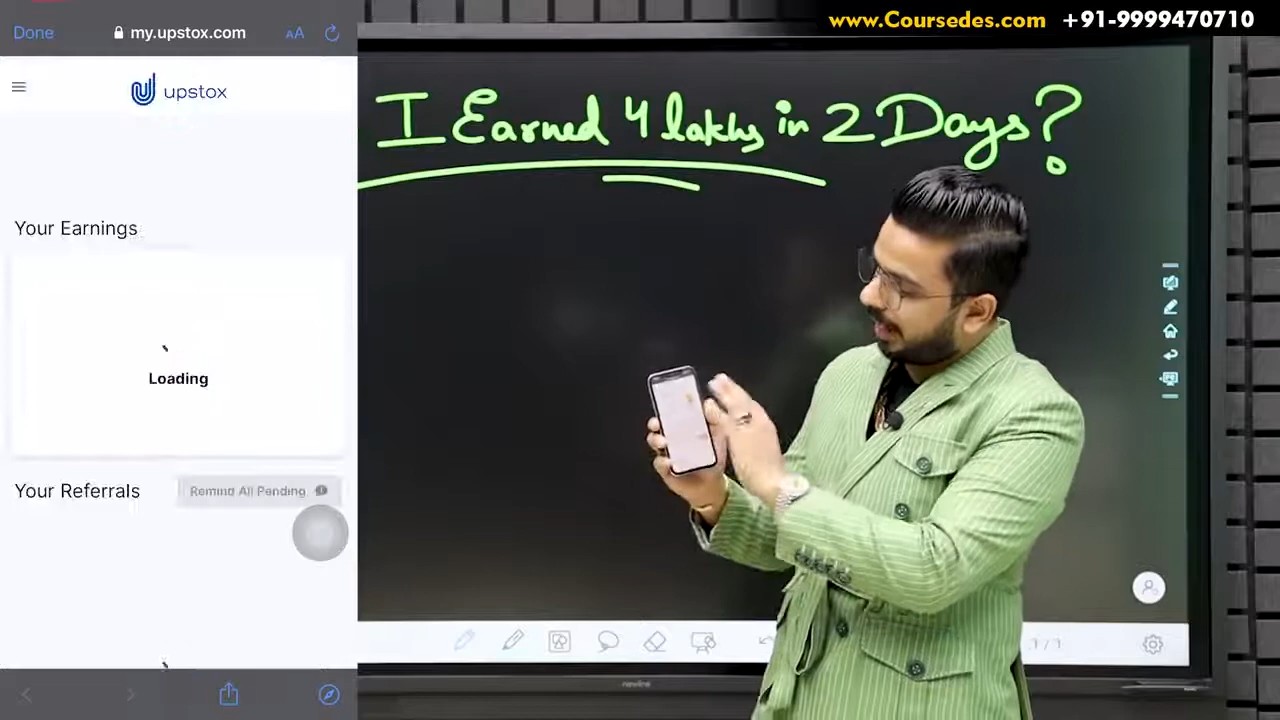 www.Coursedes.com +91-9999470710
Done my.upstox.com AA
upstox
I Earned 4 lakhs in 2 Days?
Your Earnings
Loading
Your Referrals Remind All Pending
newline